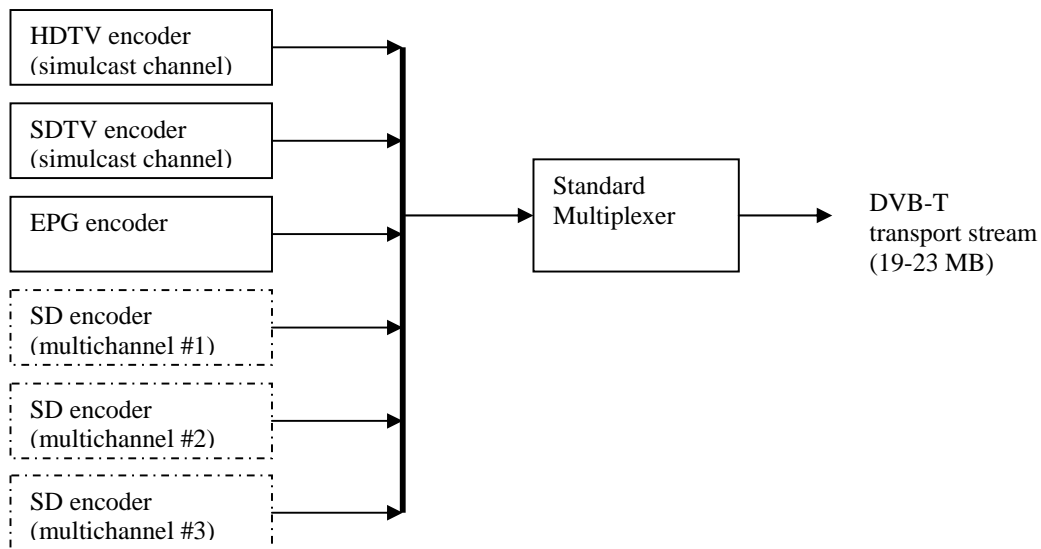 HDTV encoder
(simulcast channel)
SDTV encoder
(simulcast channel)
EPG encoder
SD encoder
(multichannel #1)
SD encoder
(multichannel #2)
SD encoder
(multichannel #3)
Standard
Multiplexer
DVB-T
transport stream
(19-23 MB)